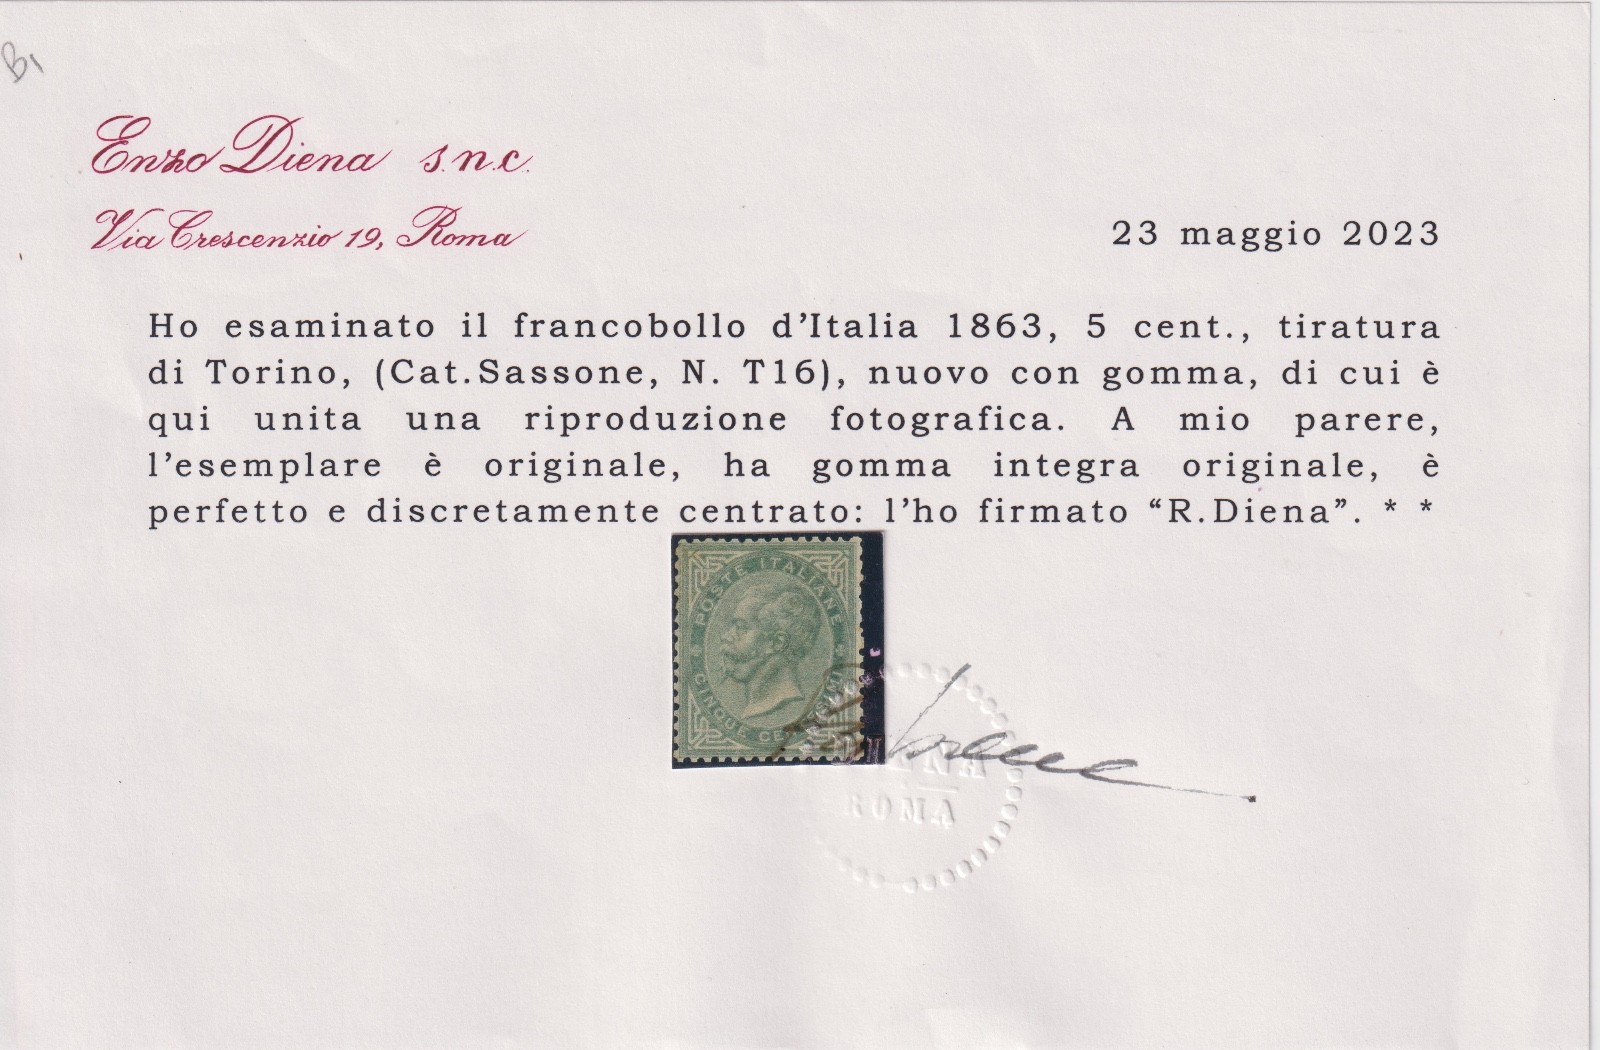 B1
Enzo Diena s.n.c.
Via Crescenzio 19, Roma
23 maggio 2023
Ho esaminato il francobollo d'Italia 1863, 5 cent., tiratura
di Torino, (Cat.Sassone, N. T16), nuovo con gomma, di cui è
qui unita una riproduzione fotografica. A mio parere,
l'esemplare è originale, ha gomma integra originale, è
perfetto e discretamente centrato: l'ho firmato “R.Diena”. * *
POSTE ITALIANE
CINQUE CENTESIMI